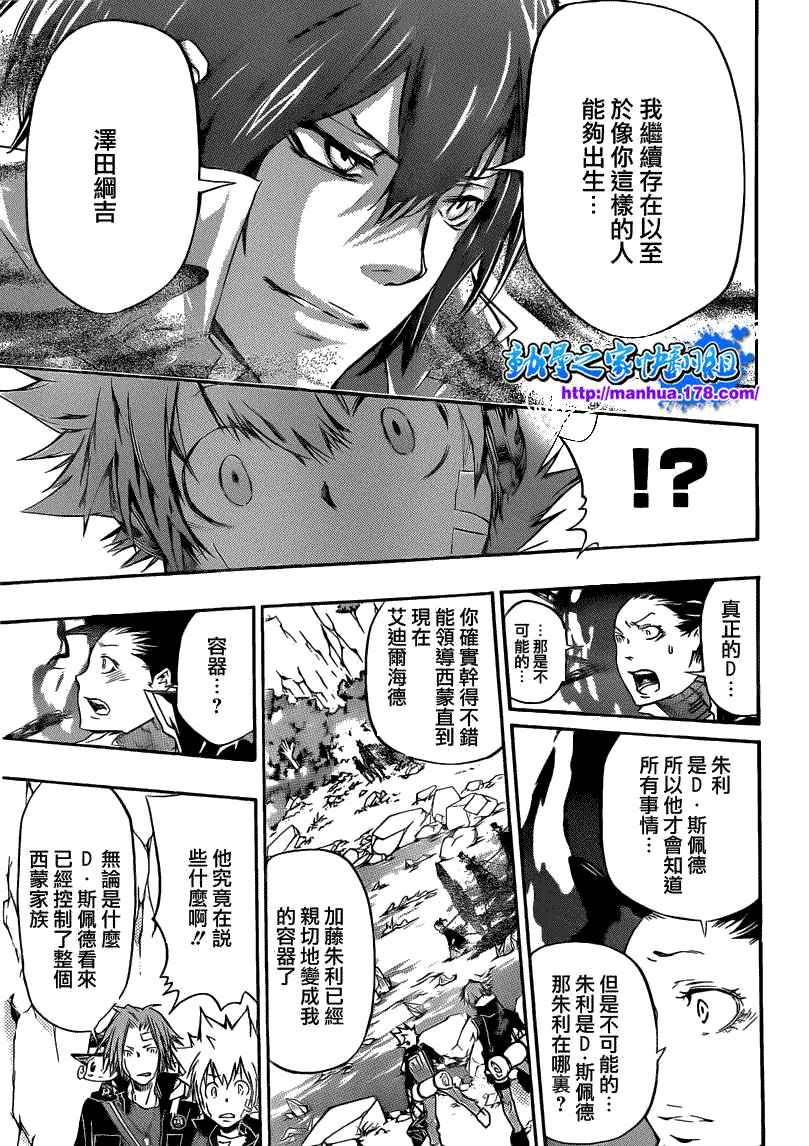 我繼續存在以至
於像你這樣的人
能夠出生…
澤田綱吉
動漫之家快翻組
http://manhua.178.com/
!?
真正的D…
…那是不
可能的…
朱利
是D・斯佩德
所以他才會知道
所有事情…
但是不可能的…
朱利是D・斯佩德
那朱利在哪裏?
你確實幹得不錯
能領導西蒙直到
現在
艾迪爾海德
加藤朱利已經
親切地變成我
的容器了
容器…?
他究竟在說
些什麼啊!!
無論是什麼
D・斯佩德看來
已經控制了整個
西蒙家族